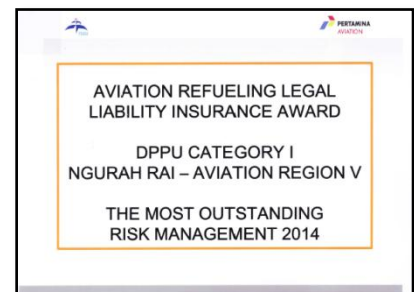 PERTAMINA
AVIATION
AVIATION REFUELING LEGAL
LIABILITY INSURANCE AWARD
DPPU CATEGORY I
NGURAH RAI – AVIATION REGION V
THE MOST OUTSTANDING
RISK MANAGEMENT 2014